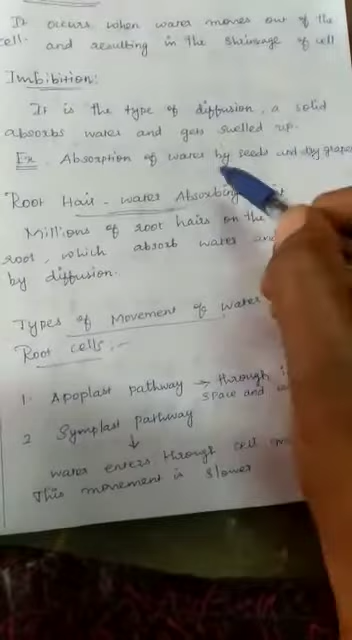 It occurs when water moves out of the
cell and resulting in the shrinkage of cell
Imbibition:
It is the type of diffusion, a solid
absorbs water and gets swelled up.
Ex. Absorption of water by seeds and dry grapes
Root Hair - water Absorbing
Millions of root hairs on the
root, which absorb water and
by diffusion.
Types of Movement of water
Root cells:-
1. Apoplast pathway → through
space and
2 Symplast pathway
↓
water enters through cell
This movement is slower